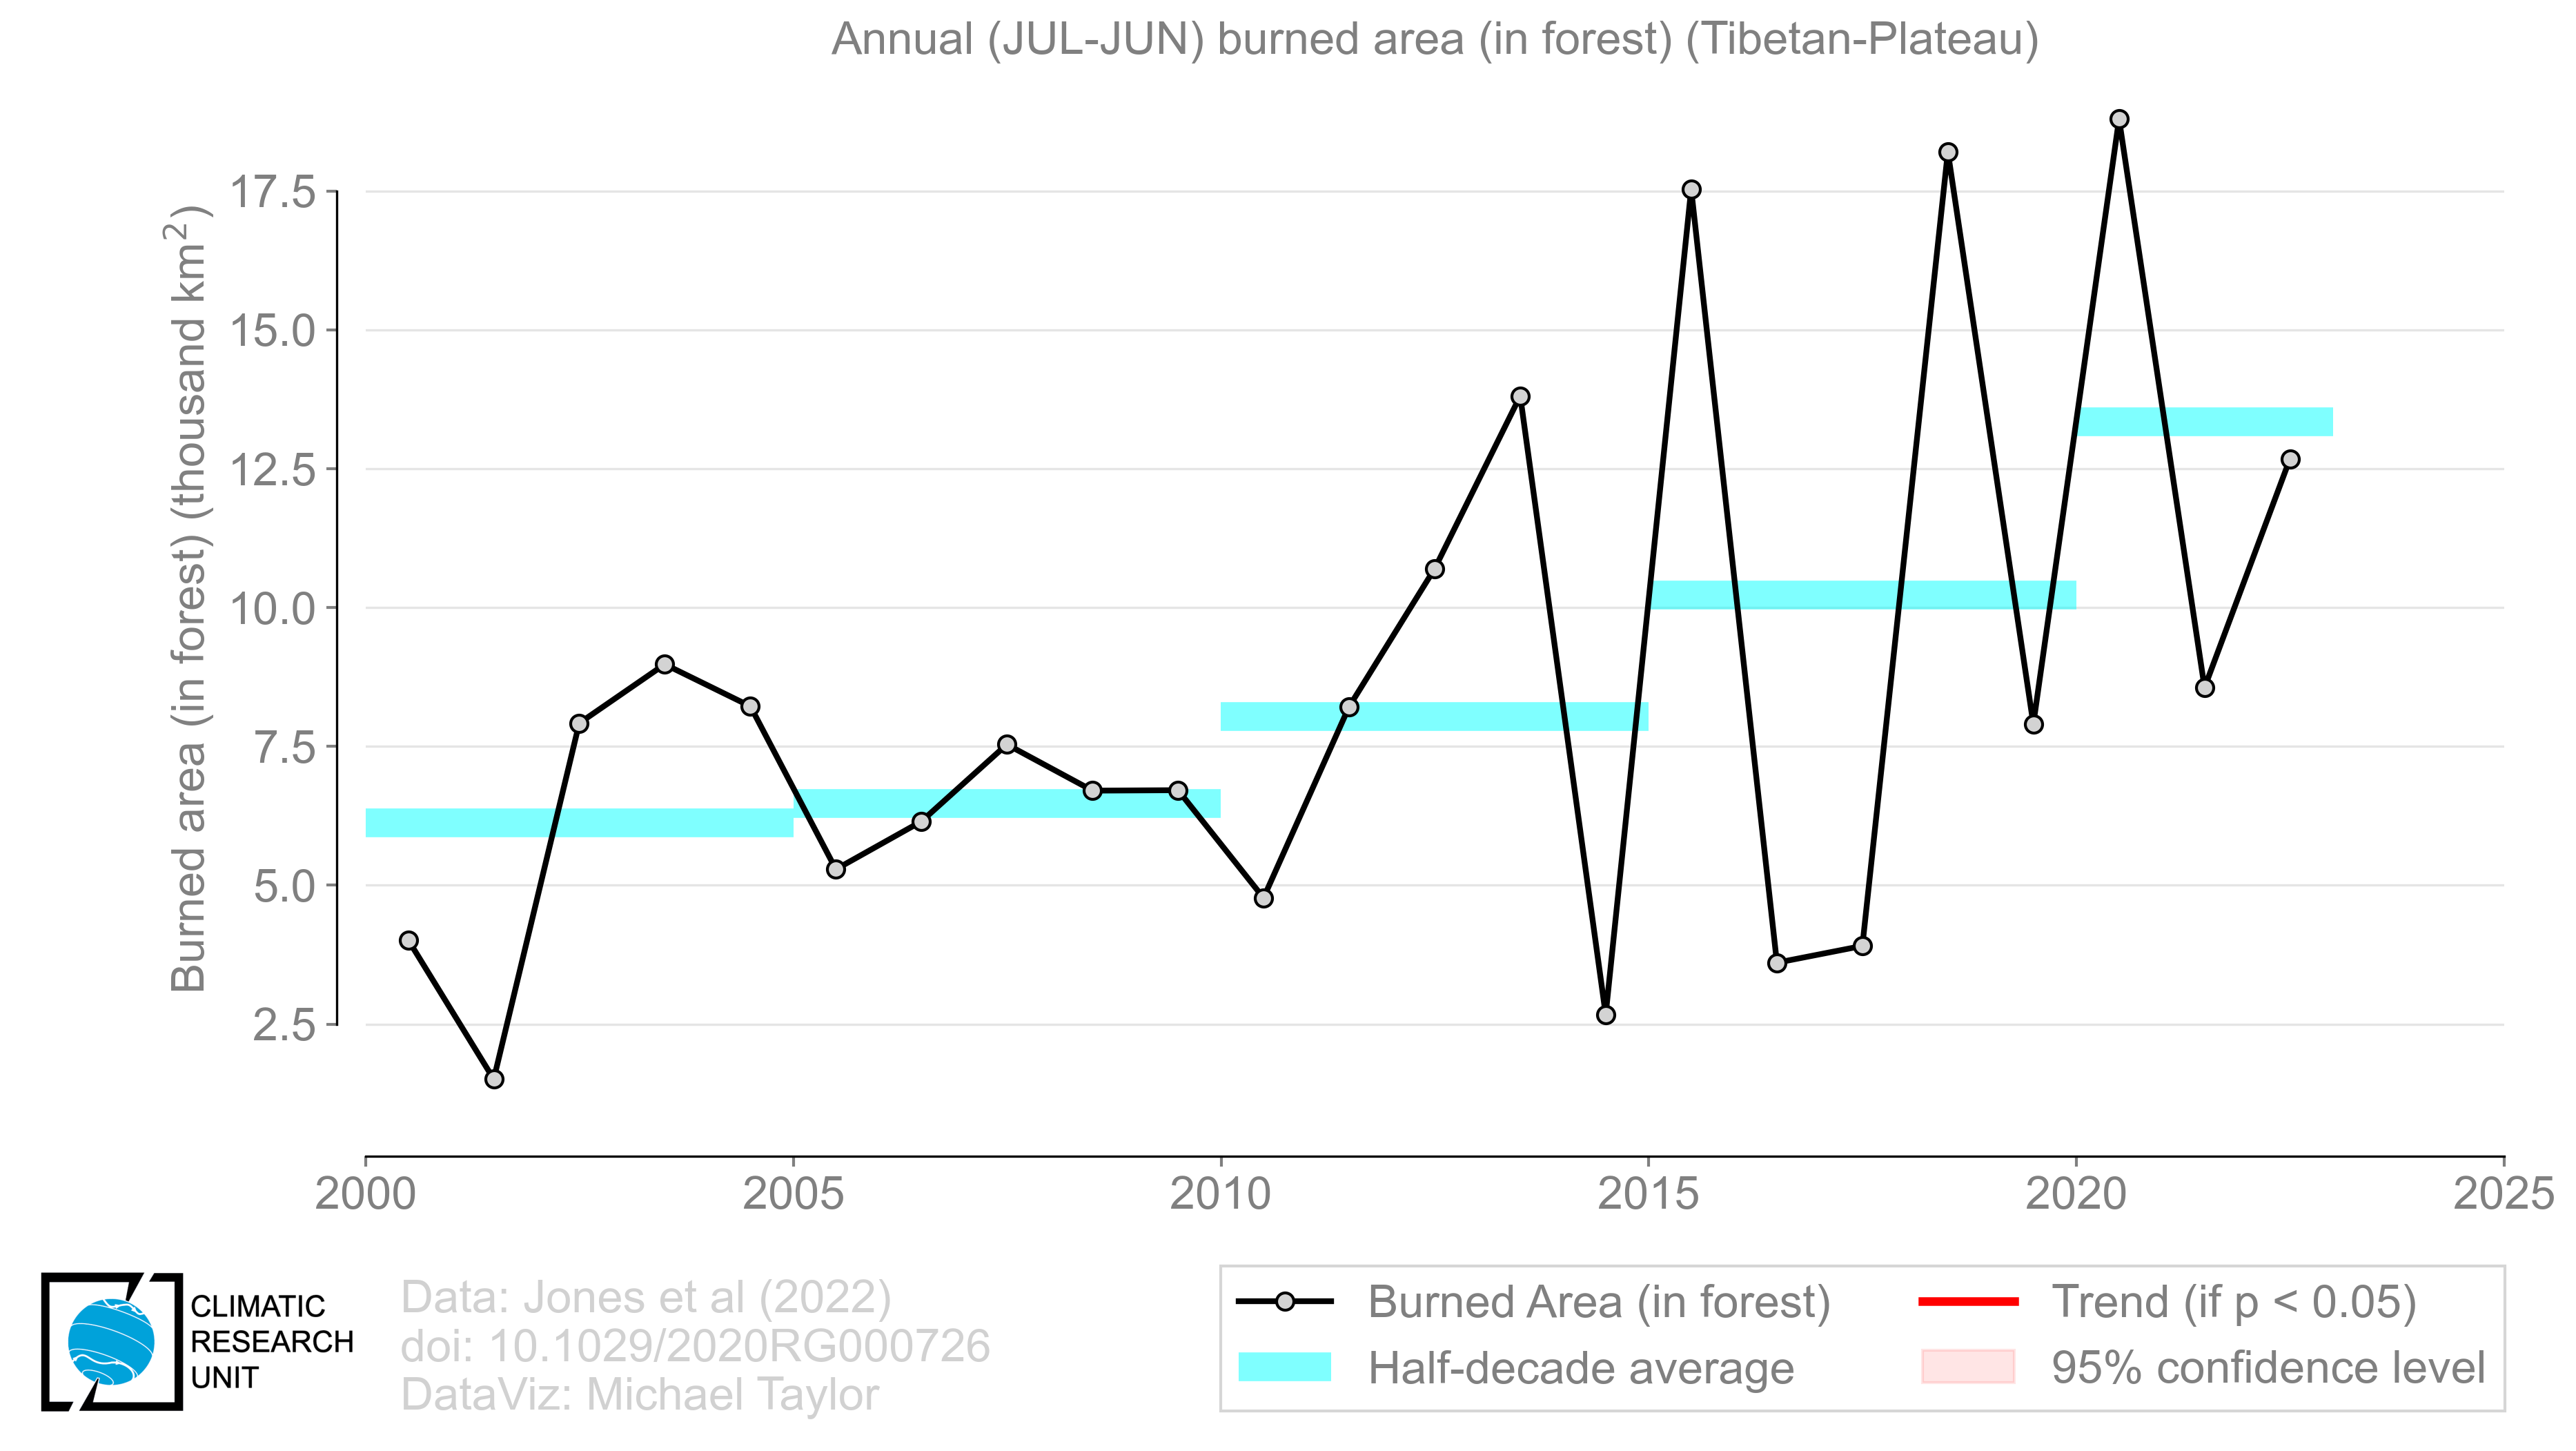 Annual (JUL-JUN) burned area (in forest) (Tibetan-Plateau)
Burned area (in forest) (thousand km²)
17.5
15.0
12.5
10.0
7.5
5.0
2.5
2000 2005 2010 2015 2020 2025
CLIMATIC
RESEARCH
UNIT
Data: Jones et al (2022)
doi: 10.1029/2020RG000726
DataViz: Michael Taylor
Burned Area (in forest) Trend (if p < 0.05)
Half-decade average 95% confidence level